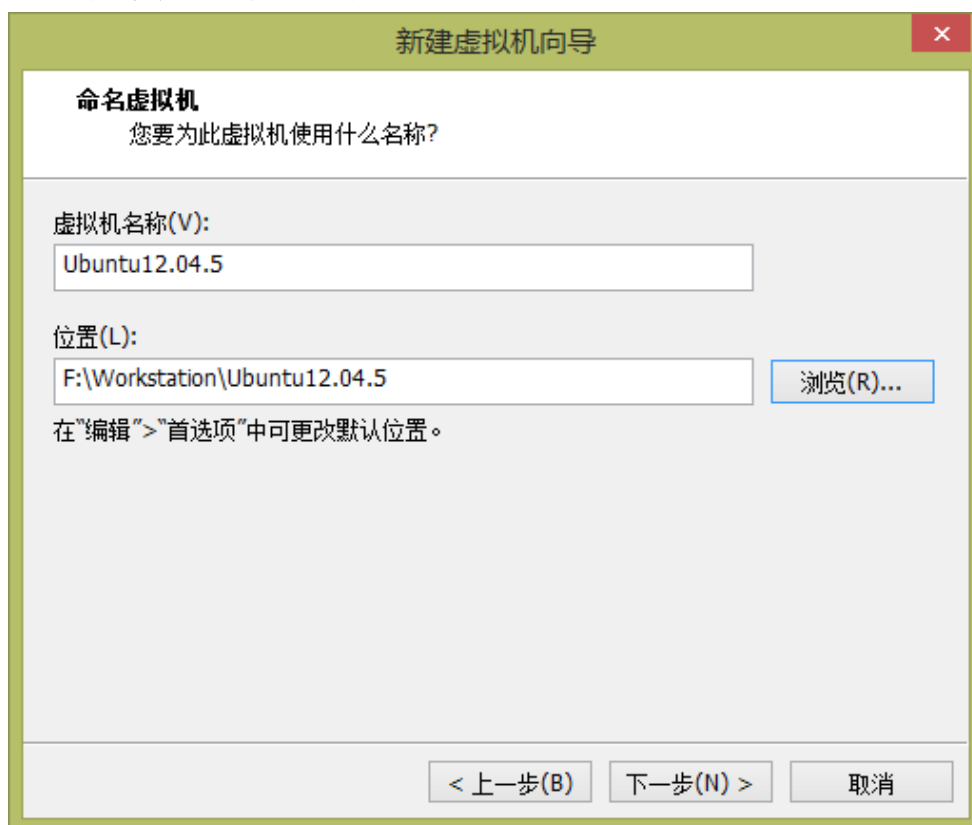 新建虚拟机向导
命名虚拟机
您要为此虚拟机使用什么名称?
虚拟机名称(V):
Ubuntu12.04.5
位置(L):
F:\Workstation\Ubuntu12.04.5
浏览(R)...
在"编辑">"首选项"中可更改默认位置。
< 上一步(B) 下一步(N) > 取消